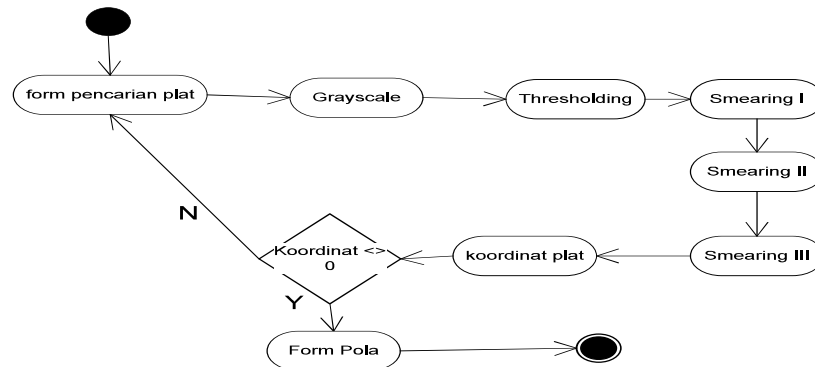 form pencarian plat
Grayscale
Thresholding
Smearing I
Smearing II
Smearing III
koordinat plat
Koordinat <>
0
N
Y
Form Pola